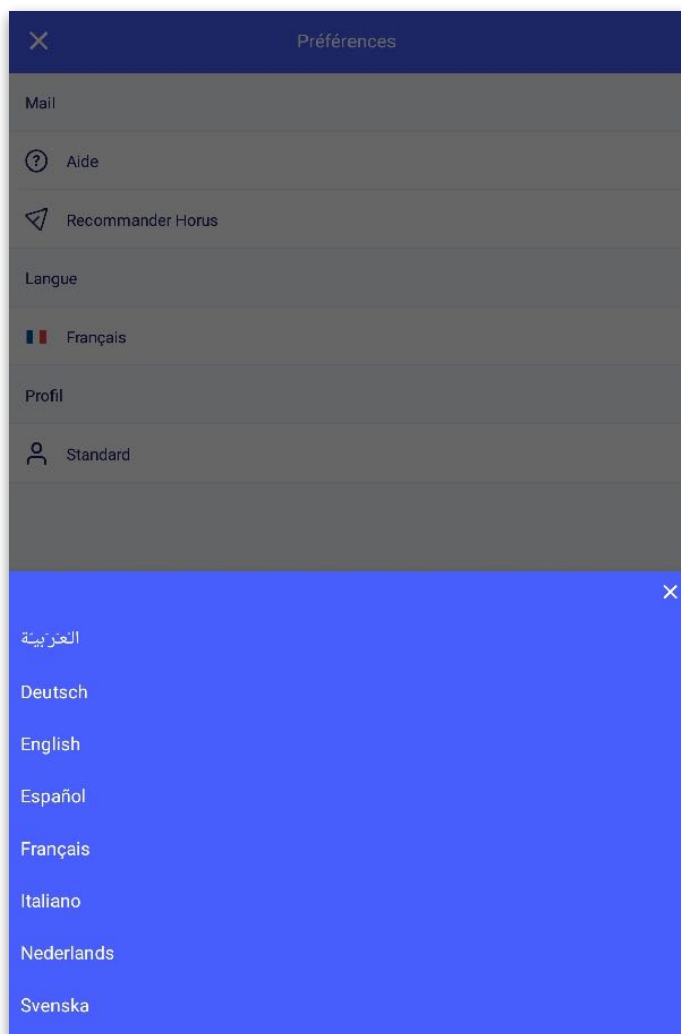 Préférences
Mail
Aide
Recommander Horus
Langue
Français
Profil
Standard
العَرَبِيَّة
Deutsch
English
Español
Français
Italiano
Nederlands
Svenska